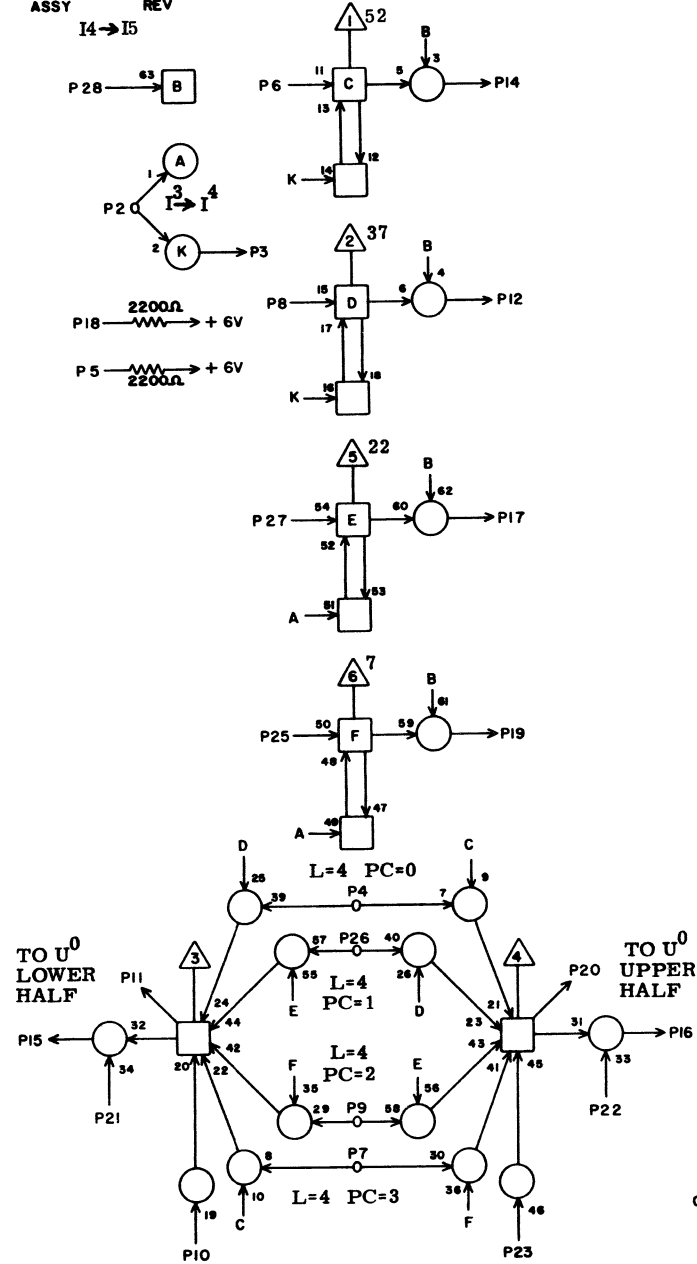 ASSY REV
I4→I5
1 52
B
3
P28 63 B
P6 11 C 5 P14
13
12
K 14
A
1
P2 I³→I⁴
2 K P3
2 37
B
4
P8 15 D 6 P12
17
18
K 16
P18 2200Ω + 6V
P5 2200Ω + 6V
5 22
B
62
P27 54 E 60 P17
52
53
A 51
6 7
B
61
P25 50 F 59 P19
48
47
A 49
D C
L=4 PC=0
25 9
39 P4 7
TO U⁰
LOWER
HALF
TO U⁰
UPPER
HALF
3 4
57 P26 40
55 26
E D
L=4
PC=1
P11 P20
24 21
44 23
P15 32 31 P16
34 33
42 43
20 22 41 45
P21 P22
L=4
PC=2
F E
35 56
29 P9 58
8 P7 30
10 36
C F
L=4 PC=3
19 46
P10 P23